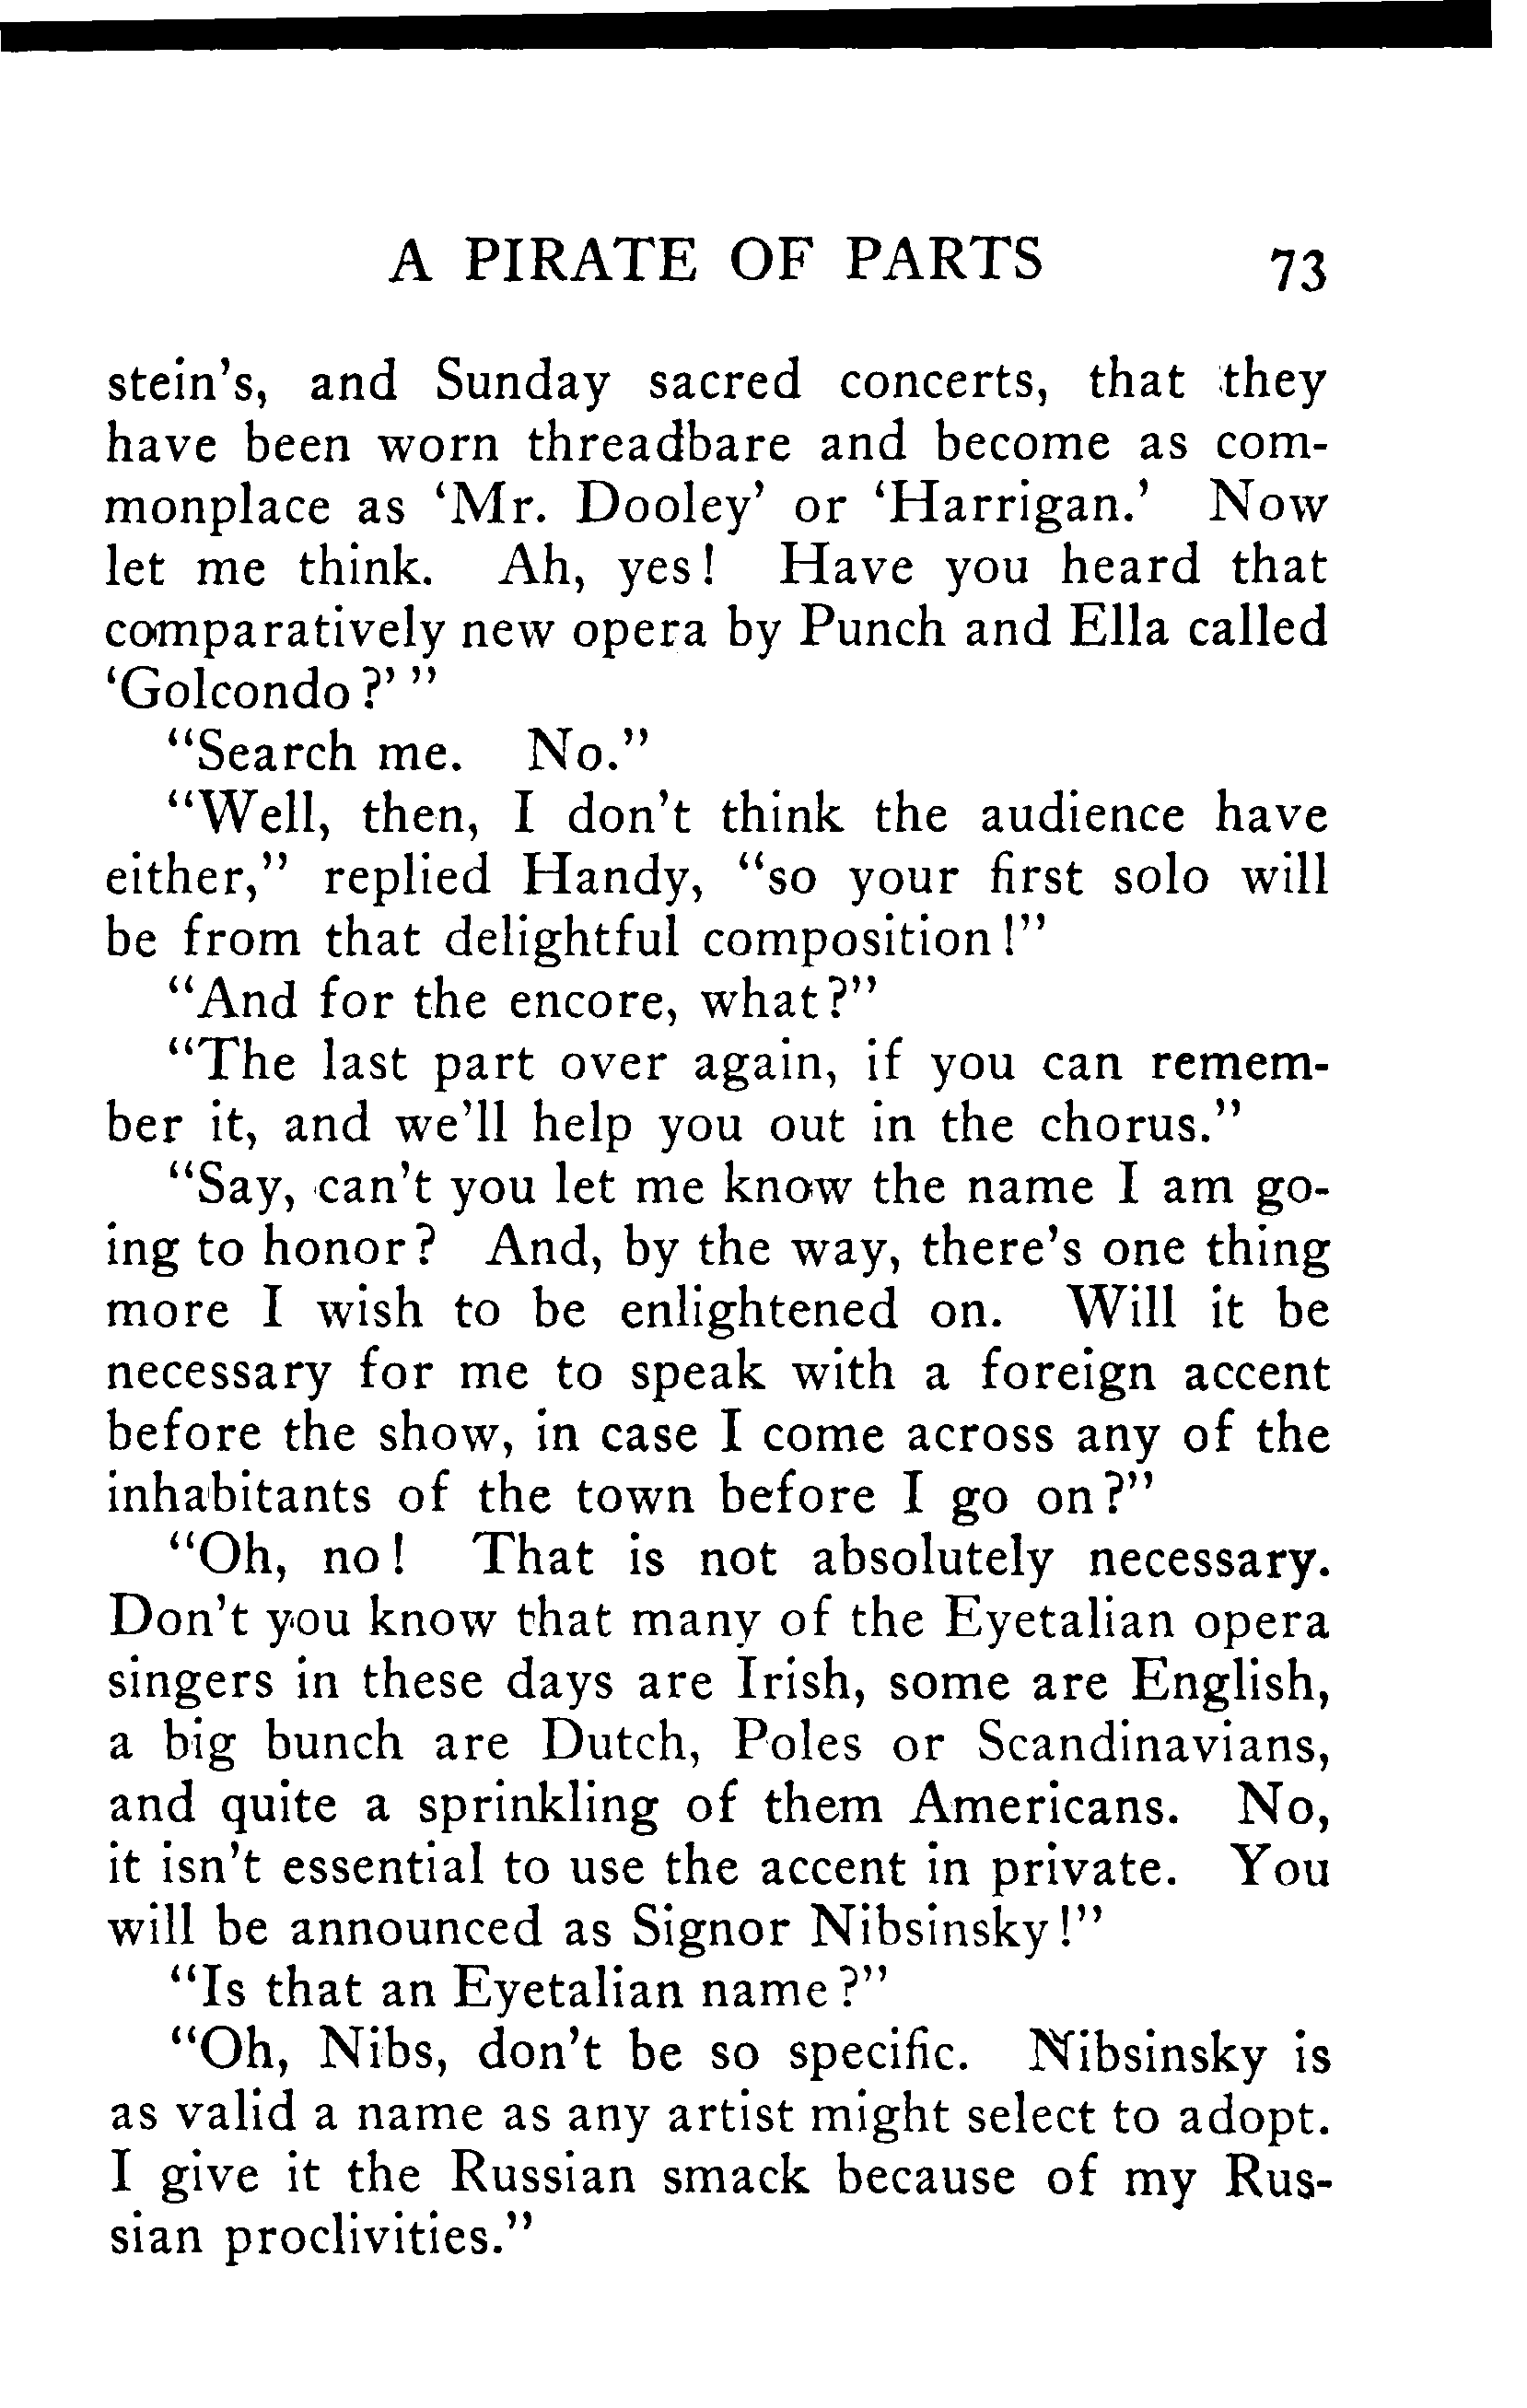 A PIRATE OF PARTS 73
stein's, and Sunday sacred concerts, that they
have been worn threadbare and become as com-
monplace as 'Mr. Dooley' or 'Harrigan.' Now
let me think. Ah, yes! Have you heard that
comparatively new opera by Punch and Ella called
'Golcondo?' "
"Search me. No."
"Well, then, I don't think the audience have
either," replied Handy, "so your first solo will
be from that delightful composition!"
"And for the encore, what?"
"The last part over again, if you can remem-
ber it, and we'll help you out in the chorus."
"Say, can't you let me know the name I am go-
ing to honor? And, by the way, there's one thing
more I wish to be enlightened on. Will it be
necessary for me to speak with a foreign accent
before the show, in case I come across any of the
inhabitants of the town before I go on?"
"Oh, no! That is not absolutely necessary.
Don't you know that many of the Eyetalian opera
singers in these days are Irish, some are English,
a big bunch are Dutch, Poles or Scandinavians,
and quite a sprinkling of them Americans. No,
it isn't essential to use the accent in private. You
will be announced as Signor Nibsinsky!"
"Is that an Eyetalian name?"
"Oh, Nibs, don't be so specific. Nibsinsky is
as valid a name as any artist might select to adopt.
I give it the Russian smack because of my Rus-
sian proclivities."